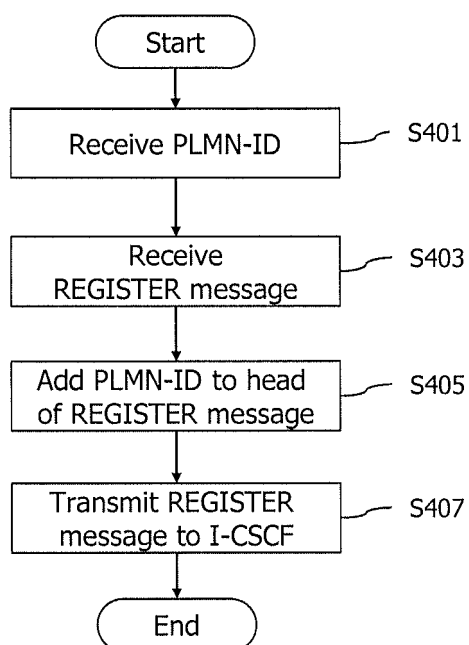 Start
Receive PLMN-ID
S401
Receive
REGISTER message
S403
Add PLMN-ID to head
of REGISTER message
S405
Transmit REGISTER
message to I-CSCF
S407
End